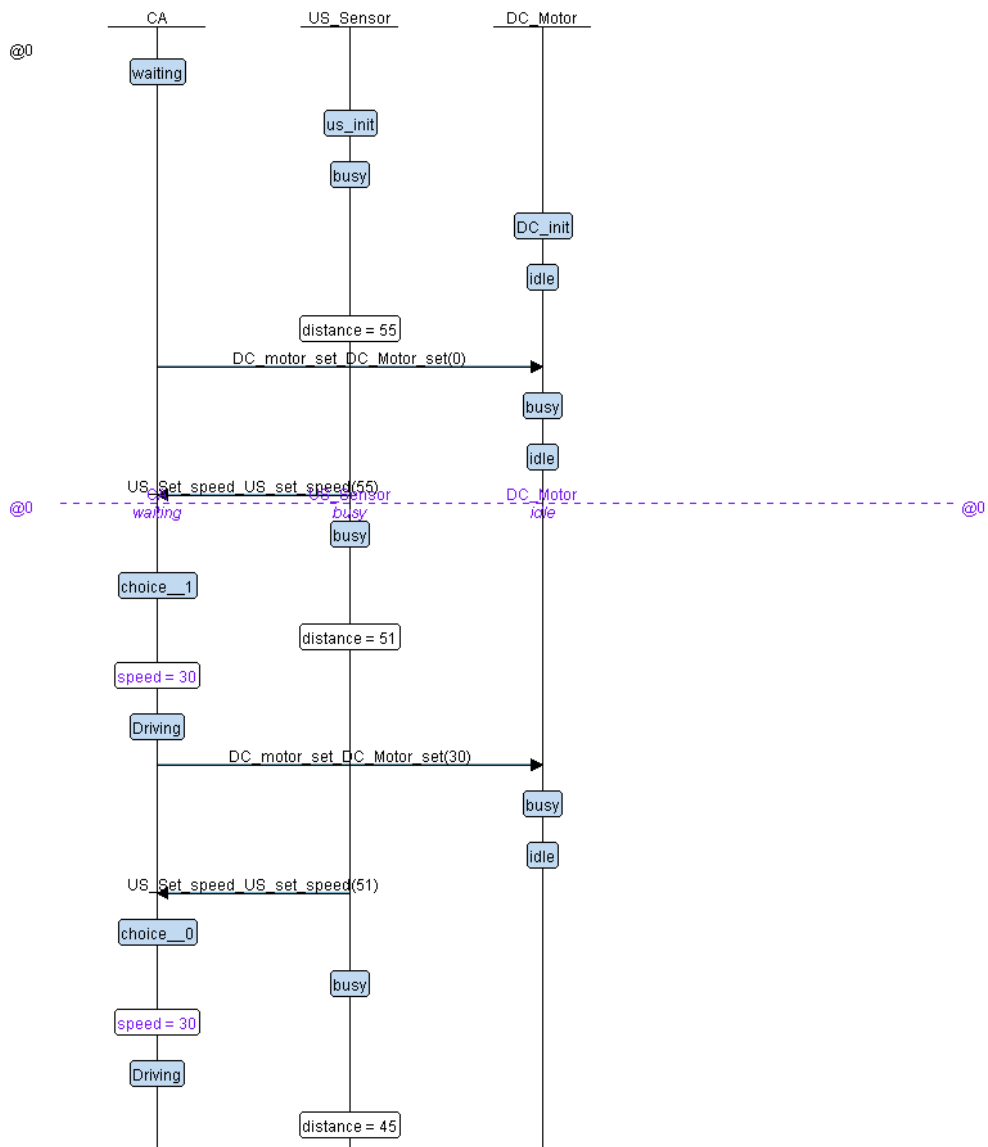 CA US_Sensor DC_Motor
@0
waiting
us_init
busy
DC_init
idle
distance = 55
DC_motor_set_DC_Motor_set(0)
busy
idle
US_Set_speed_US_set_speed(55)
CA US_Sensor DC_Motor
@0 waiting busy idle @0
busy
choice__1
distance = 51
speed = 30
Driving
DC_motor_set_DC_Motor_set(30)
busy
idle
US_Set_speed_US_set_speed(51)
choice__0
busy
speed = 30
Driving
distance = 45